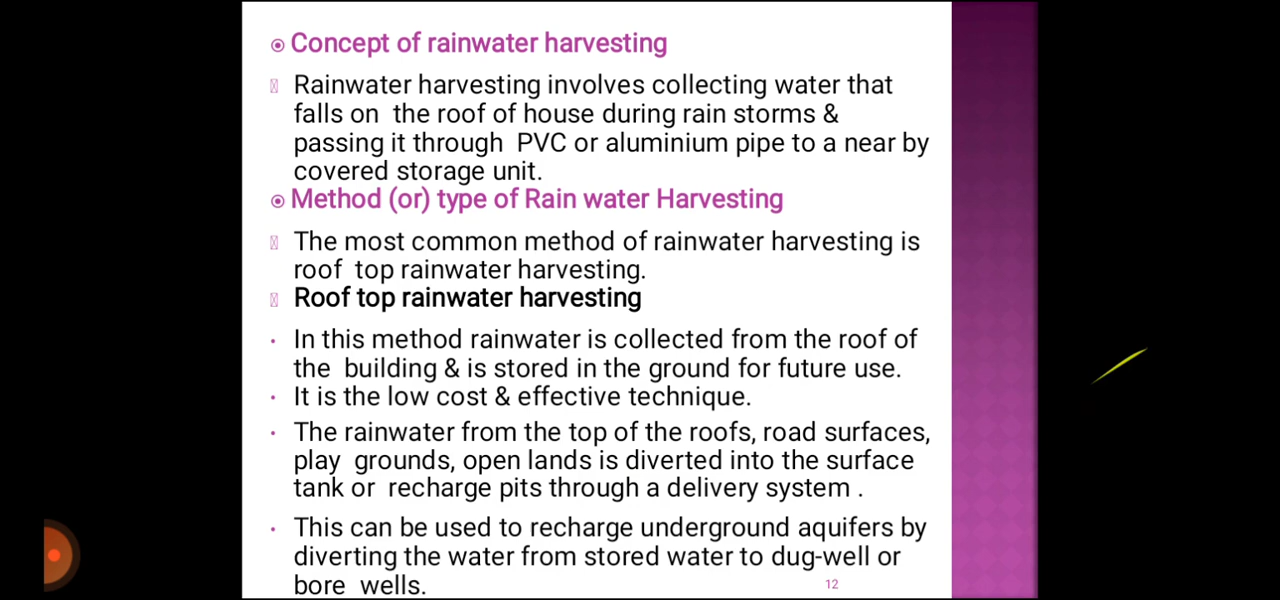 Concept of rainwater harvesting
Rainwater harvesting involves collecting water that
falls on the roof of house during rain storms &
passing it through PVC or aluminium pipe to a near by
covered storage unit.
Method (or) type of Rain water Harvesting
The most common method of rainwater harvesting is
roof top rainwater harvesting.
Roof top rainwater harvesting
In this method rainwater is collected from the roof of
the building & is stored in the ground for future use.
It is the low cost & effective technique.
The rainwater from the top of the roofs, road surfaces,
play grounds, open lands is diverted into the surface
tank or recharge pits through a delivery system .
This can be used to recharge underground aquifers by
diverting the water from stored water to dug-well or
bore wells.
12